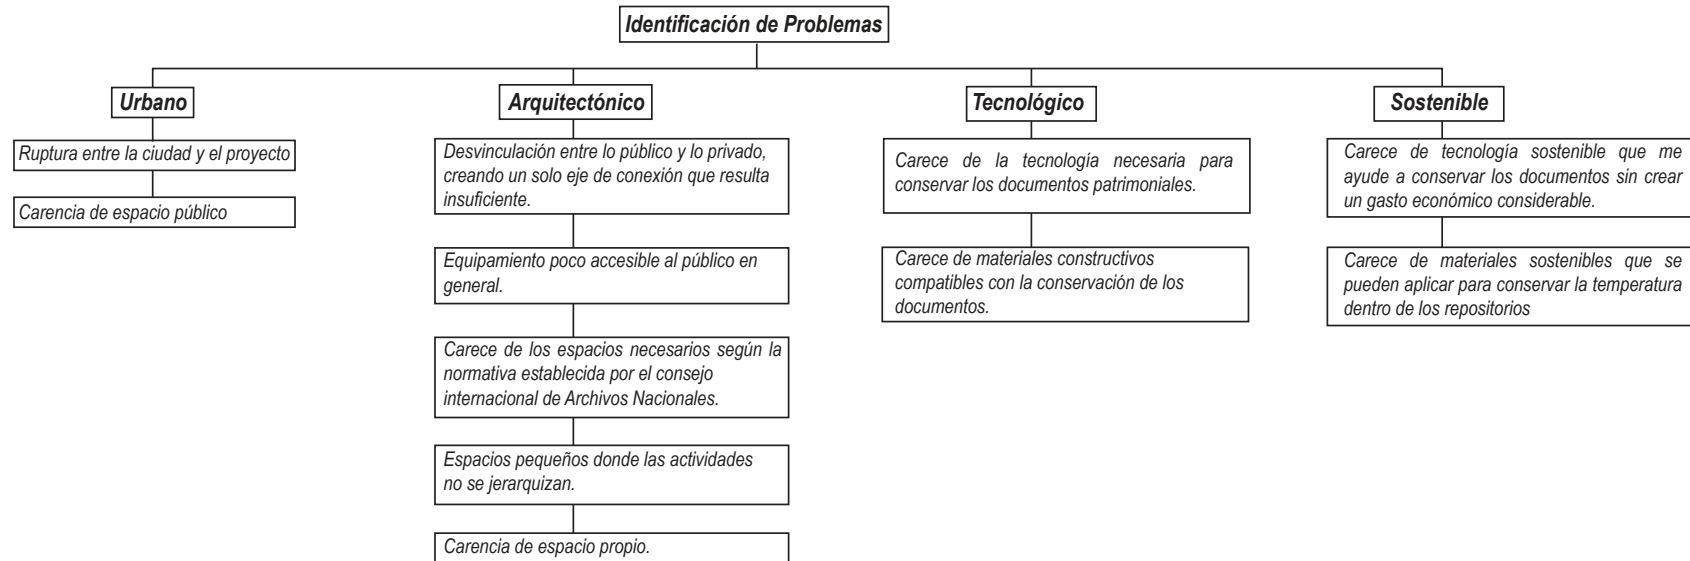 Identificación de Problemas
Urbano
Ruptura entre la ciudad y el proyecto
Carencia de espacio público
Arquitectónico
Desvinculación entre lo público y lo privado,
creando un solo eje de conexión que resulta
insuficiente.
Equipamiento poco accesible al público en
general.
Carece de los espacios necesarios según la
normativa establecida por el consejo
internacional de Archivos Nacionales.
Espacios pequeños donde las actividades
no se jerarquizan.
Carencia de espacio propio.
Tecnológico
Carece de la tecnología necesaria para
conservar los documentos patrimoniales.
Carece de materiales constructivos
compatibles con la conservación de los
documentos.
Sostenible
Carece de tecnología sostenible que me
ayude a conservar los documentos sin crear
un gasto económico considerable.
Carece de materiales sostenibles que se
pueden aplicar para conservar la temperatura
dentro de los repositorios